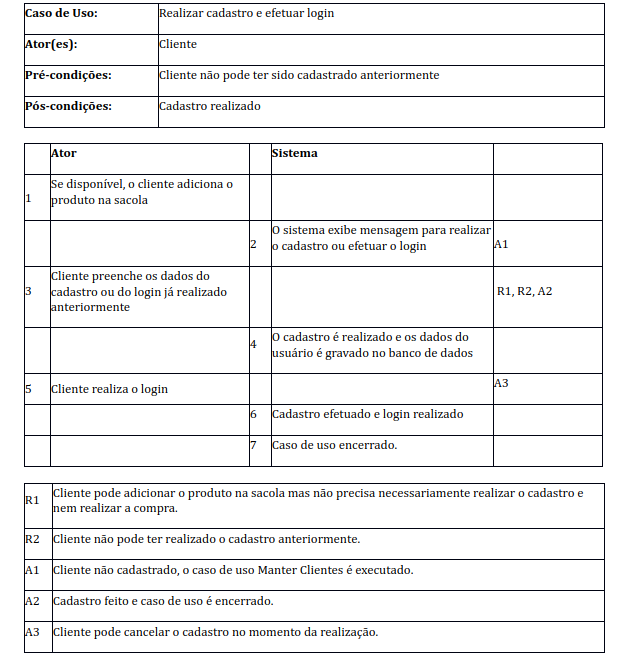 Caso de Uso: Realizar cadastro e efetuar login
Ator(es): Cliente
Pré-condições: Cliente não pode ter sido cadastrado anteriormente
Pós-condições: Cadastro realizado
Ator Sistema
1 Se disponível, o cliente adiciona o
produto na sacola
2 O sistema exibe mensagem para realizar
o cadastro ou efetuar o login A1
3 Cliente preenche os dados do
cadastro ou do login já realizado
anteriormente R1, R2, A2
4 O cadastro é realizado e os dados do
usuário é gravado no banco de dados
5 Cliente realiza o login A3
6 Cadastro efetuado e login realizado
7 Caso de uso encerrado.
R1 Cliente pode adicionar o produto na sacola mas não precisa necessariamente realizar o cadastro e
nem realizar a compra.
R2 Cliente não pode ter realizado o cadastro anteriormente.
A1 Cliente não cadastrado, o caso de uso Manter Clientes é executado.
A2 Cadastro feito e caso de uso é encerrado.
A3 Cliente pode cancelar o cadastro no momento da realização.